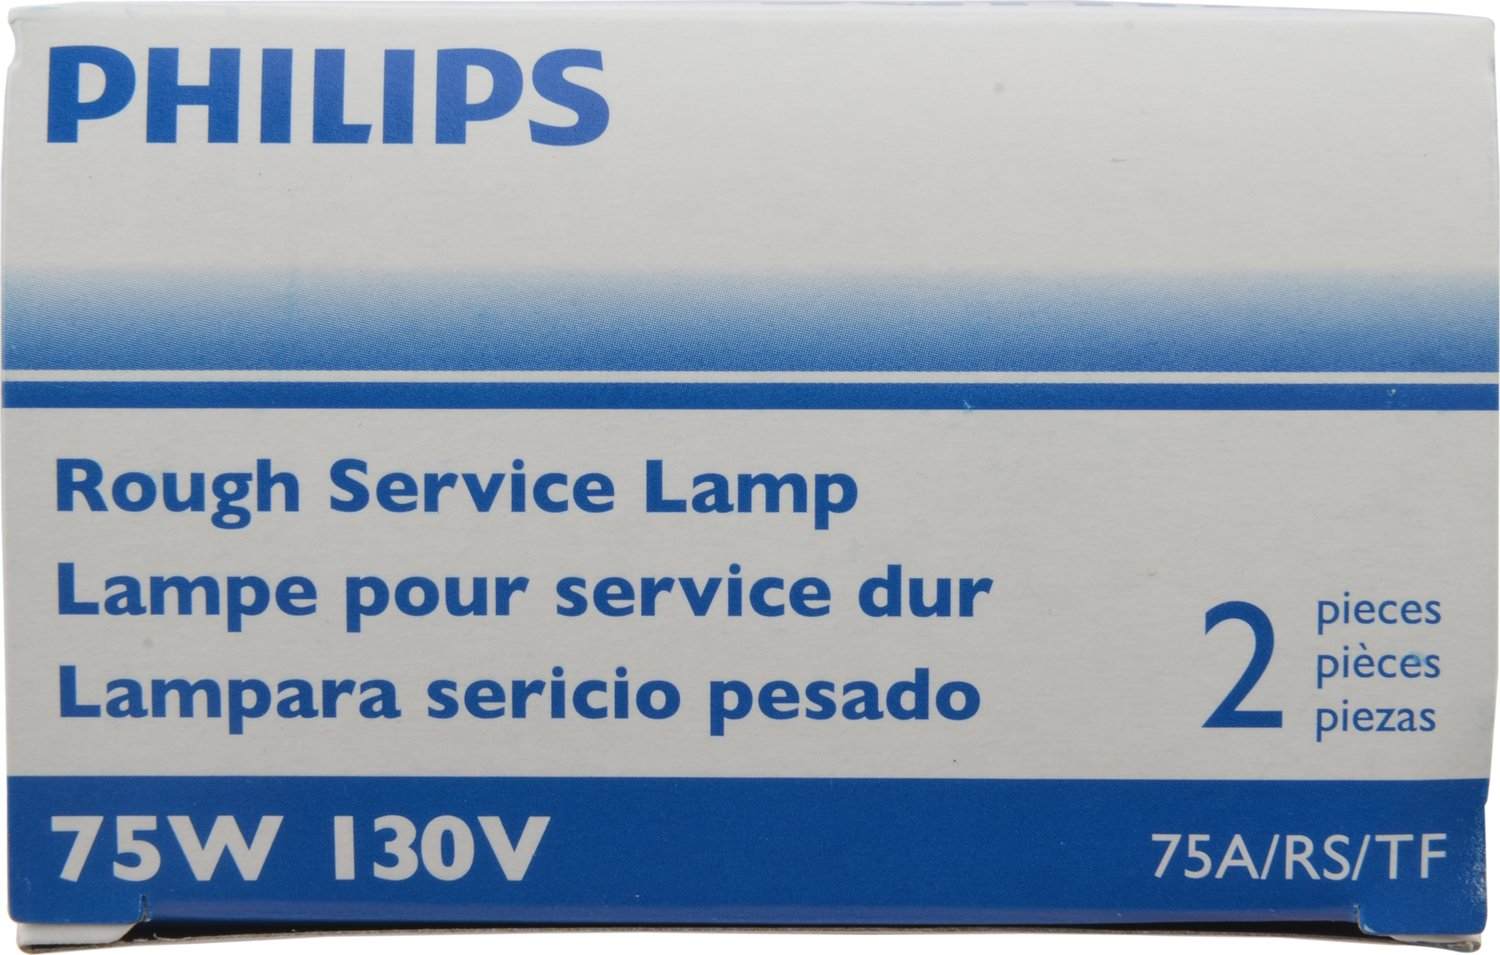 PHILIPS
Rough Service Lamp
Lampe pour service dur
Lampara sericio pesado
2 pieces
pièces
piezas
75W 130V
75A/RS/TF